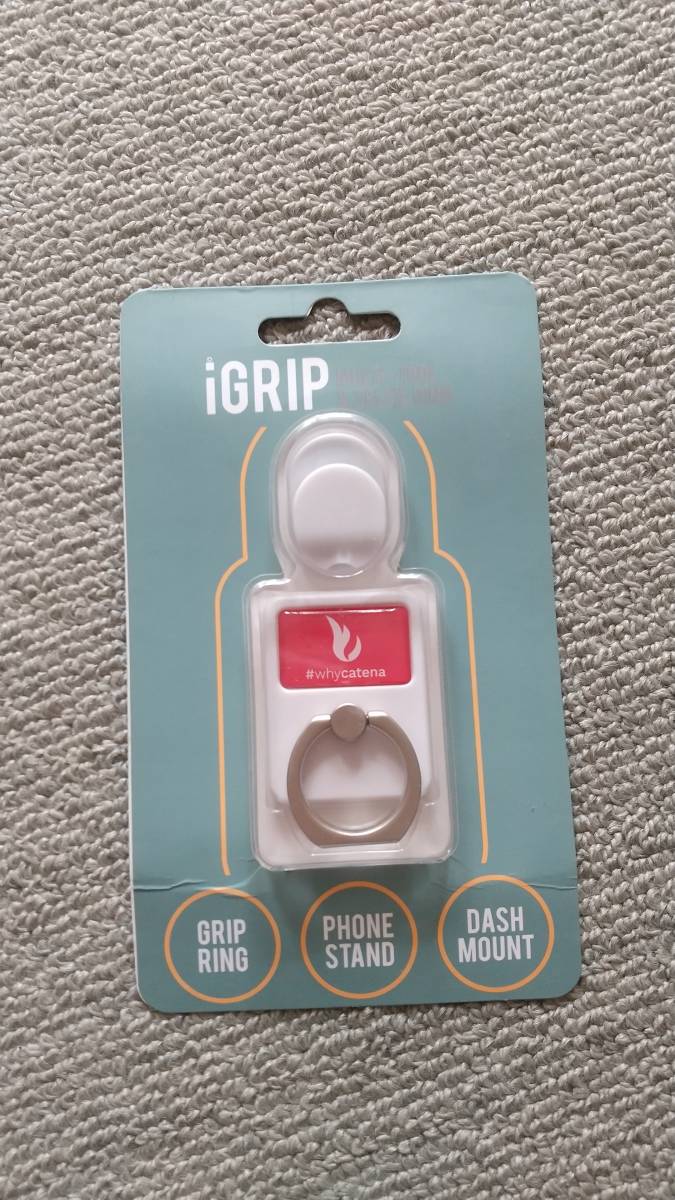 iGRIP
#whycatena
GRIP
RING
PHONE
STAND
DASH
MOUNT